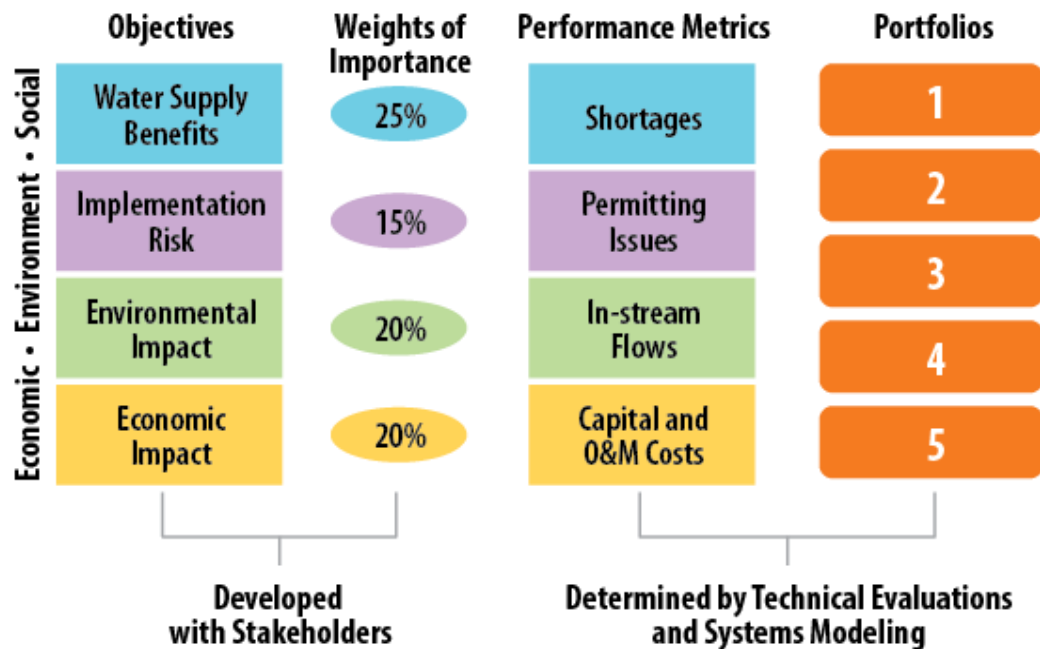 Objectives
Weights of
Importance
Performance Metrics
Portfolios
Economic • Environment • Social
Water Supply
Benefits
25%
Shortages
1
Implementation
Risk
15%
Permitting
Issues
2
Environmental
Impact
20%
In-stream
Flows
3
Economic
Impact
20%
Capital and
O&M Costs
4
5
Developed
with Stakeholders
Determined by Technical Evaluations
and Systems Modeling